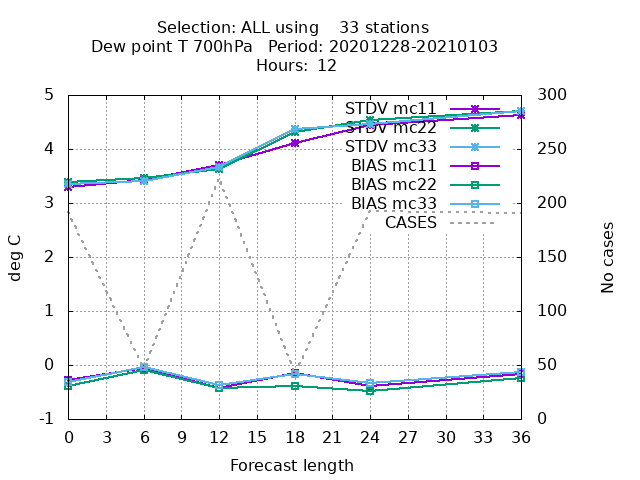 Selection: ALL using 33 stations
Dew point T 700hPa Period: 20201228-20210103
Hours: 12
5 300
STDV mc11
STDV mc22
4 250
STDV mc33
BIAS mc11
BIAS mc22
3 200
BIAS mc33
CASES
deg C
No cases
2 150
1 100
0 50
-1 0
0 3 6 9 12 15 18 21 24 27 30 33 36
Forecast length